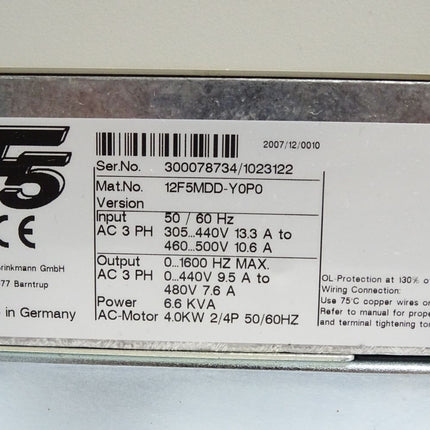 2007/12/0010
F5
Ser.No. 300078734/1023122
Mat.No. 12F5MDD-Y0P0
Version
CE
Input 50 / 60 Hz
AC 3 PH 305...440V 13.3 A to
460...500V 10.6 A
Output 0...1600 HZ MAX.
AC 3 PH 0...440V 9.5 A to
480V 7.6 A
Power 6.6 KVA
AC-Motor 4.0KW 2/4P 50/60HZ
rinkmann GmbH
77 Barntrup
in Germany
OL-Protection at 130% o
Wiring Connection:
Use 75°C copper wires on
Refer to manual for prope
and terminal tightening to